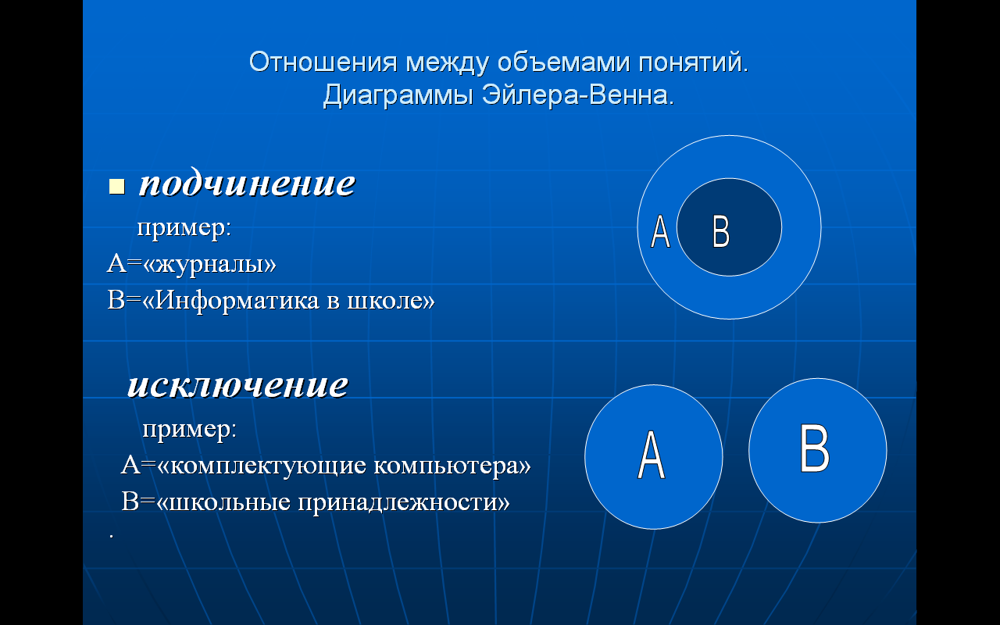 Отношения между объемами понятий.
Диаграммы Эйлера-Венна.
подчинение
пример:
А=«журналы»
В=«Информатика в школе»
А В
исключение
пример:
А=«комплектующие компьютера»
В=«школьные принадлежности»
.
А
В